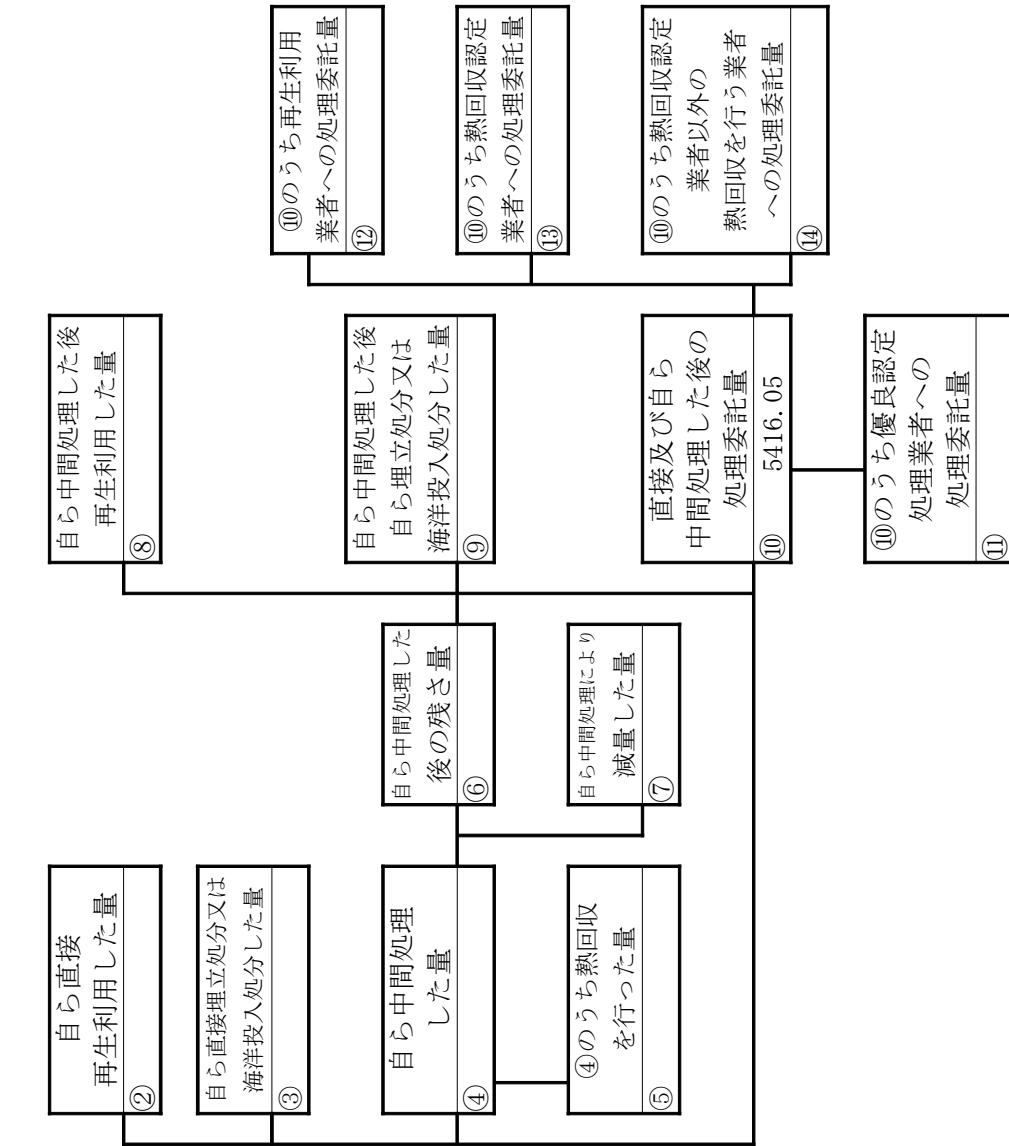 自ら直接
再生利用した量
②
自ら直接埋立処分又は
海洋投入処分した量
③
自ら中間処理
した量
④
④のうち熱回収
を行った量
⑤
自ら中間処理した
後の残さ量
⑥
自ら中間処理により
減量した量
⑦
自ら中間処理した後
再生利用した量
⑧
自ら中間処理した後
自ら埋立処分又は
海洋投入処分した量
⑨
直接及び自ら
中間処理した後の
処理委託量
⑩ 5416.05
⑩のうち優良認定
処理業者への
処理委託量
⑪
⑩のうち再生利用
業者への処理委託量
⑫
⑩のうち熱回収認定
業者への処理委託量
⑬
⑩のうち熱回収認定
業者以外の
熱回収を行う業者
への処理委託量
⑭